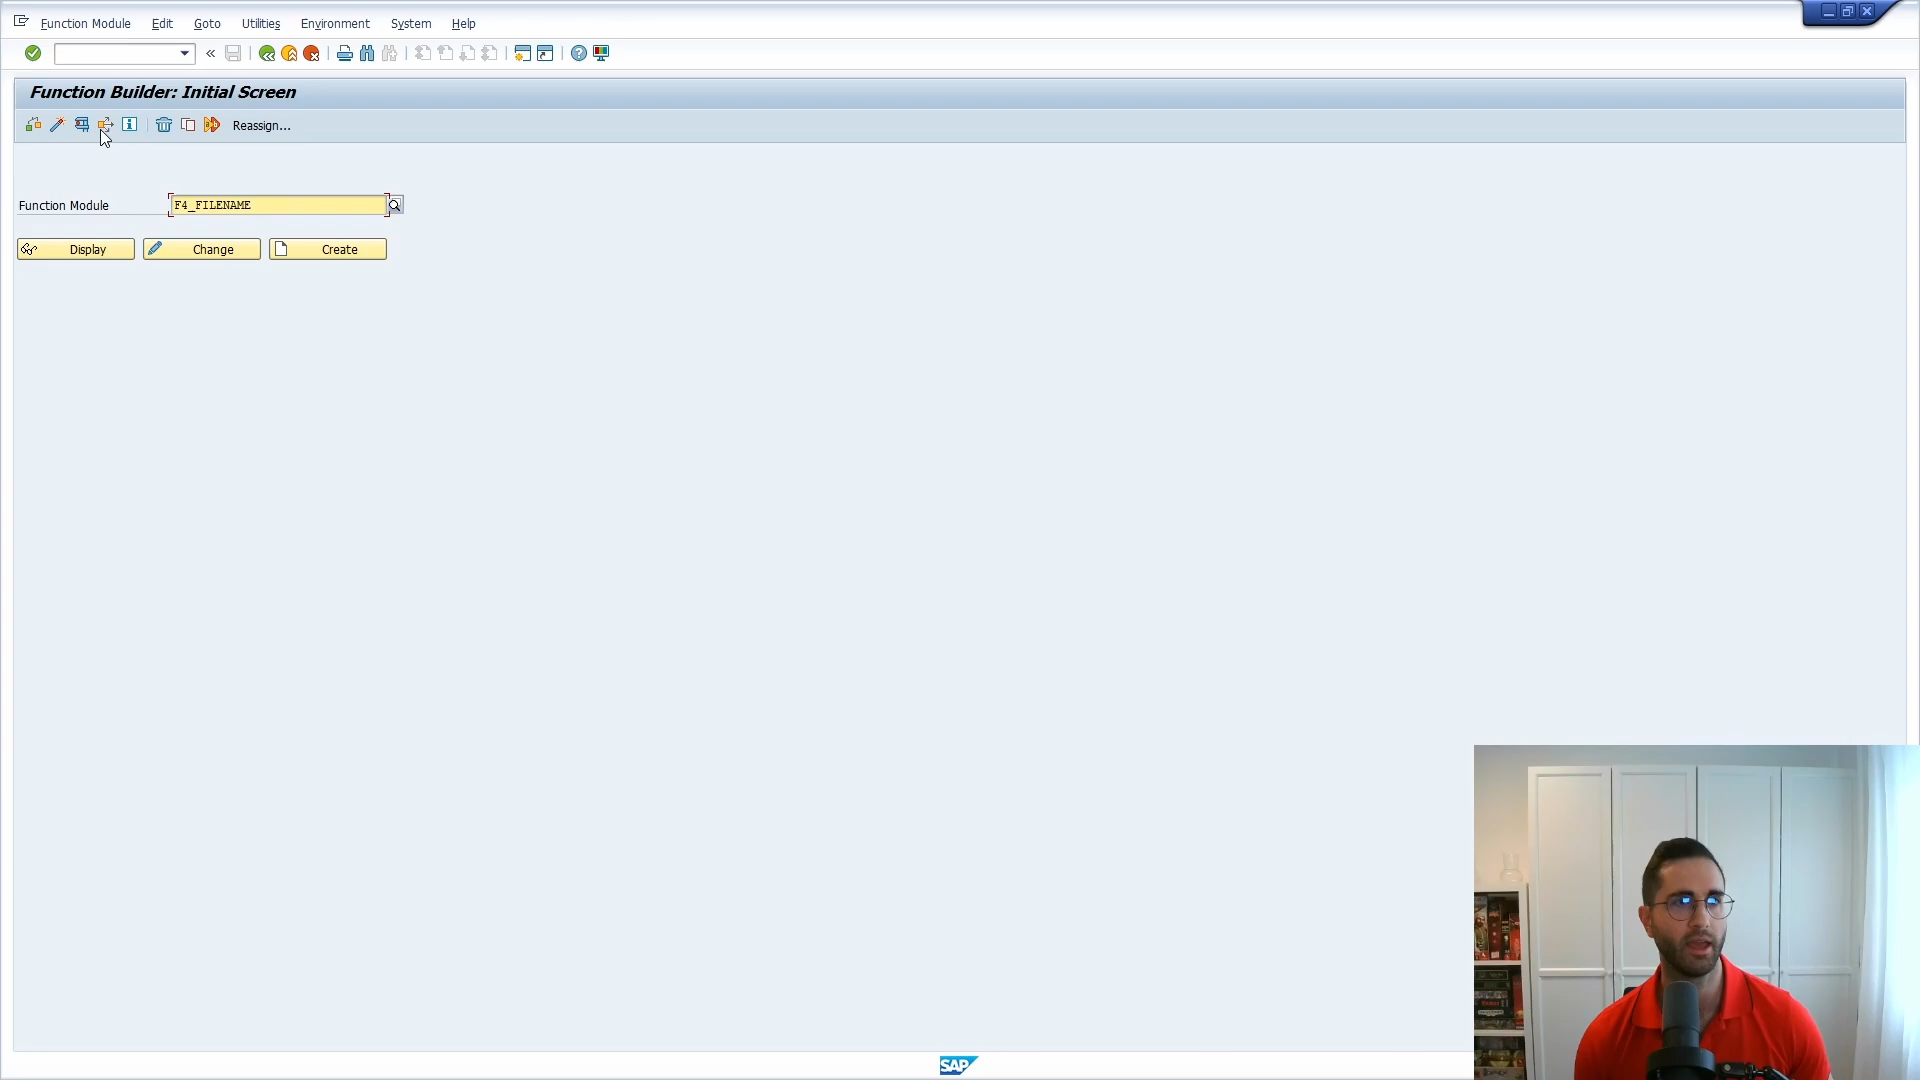 Function Module Edit Goto Utilities Environment System Help
Function Builder: Initial Screen
Reassign...
Function Module F4_FILENAME
Display Change Create
SAP